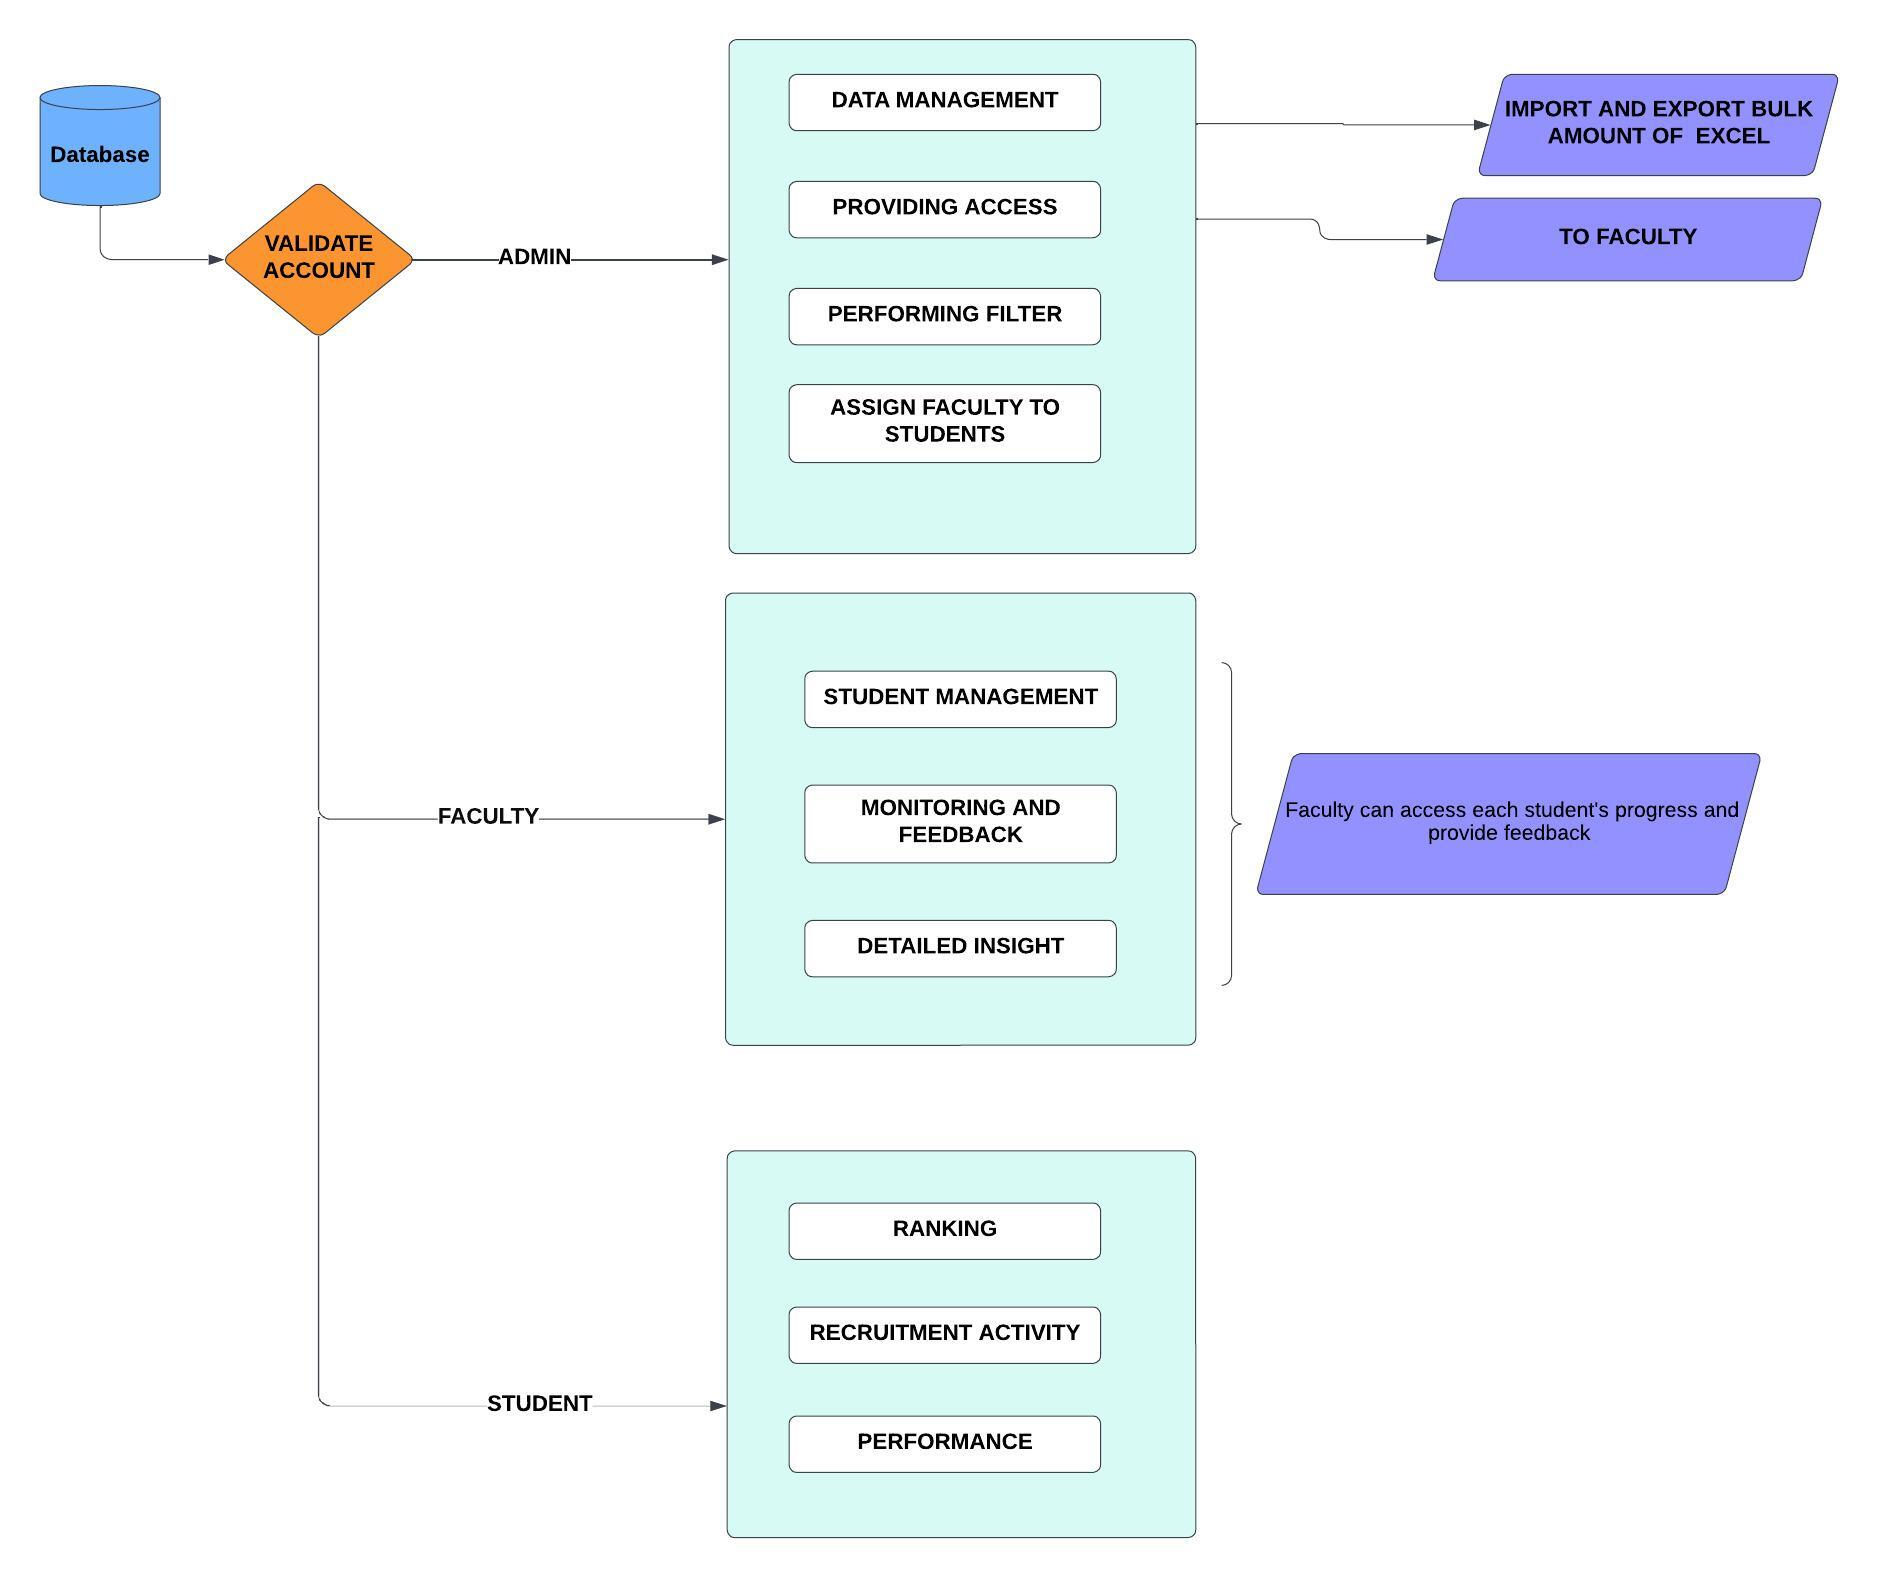 Database
VALIDATE
ACCOUNT
ADMIN
DATA MANAGEMENT
PROVIDING ACCESS
PERFORMING FILTER
ASSIGN FACULTY TO
STUDENTS
IMPORT AND EXPORT BULK
AMOUNT OF  EXCEL
TO FACULTY
FACULTY
STUDENT MANAGEMENT
MONITORING AND
FEEDBACK
DETAILED INSIGHT
Faculty can access each student's progress and
provide feedback
STUDENT
RANKING
RECRUITMENT ACTIVITY
PERFORMANCE